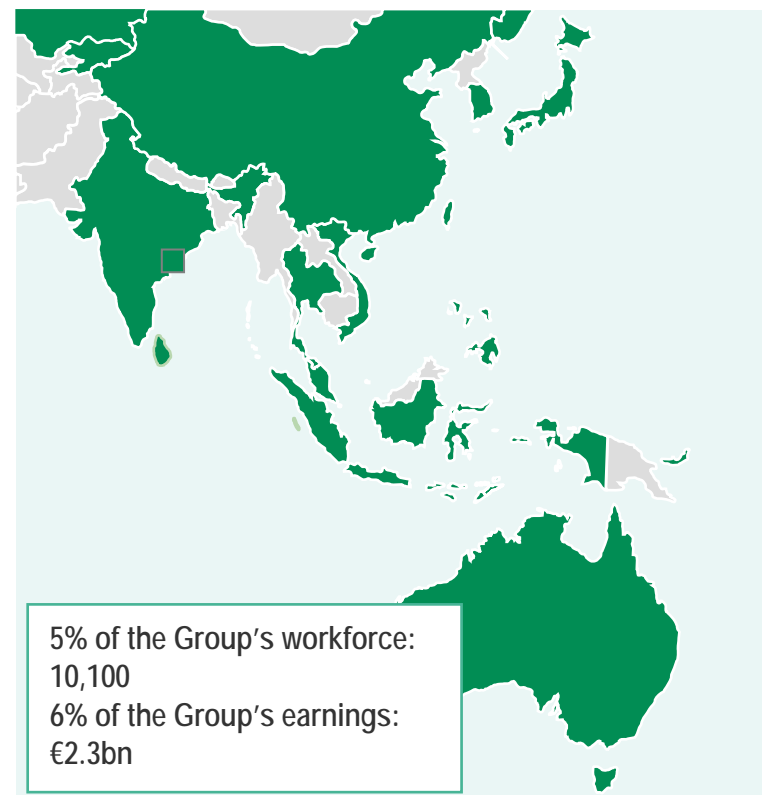 5% of the Group's workforce:
10,100
6% of the Group's earnings:
€2.3bn